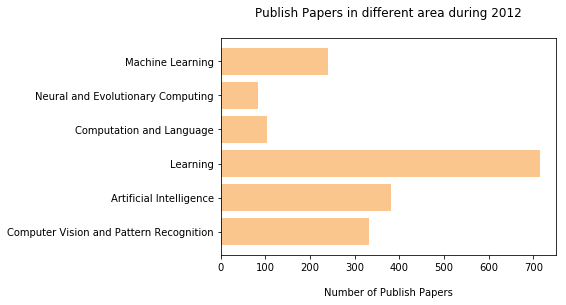 Publish Papers in different area during 2012
Machine Learning
Neural and Evolutionary Computing
Computation and Language
Learning
Artificial Intelligence
Computer Vision and Pattern Recognition
0 100 200 300 400 500 600 700
Number of Publish Papers